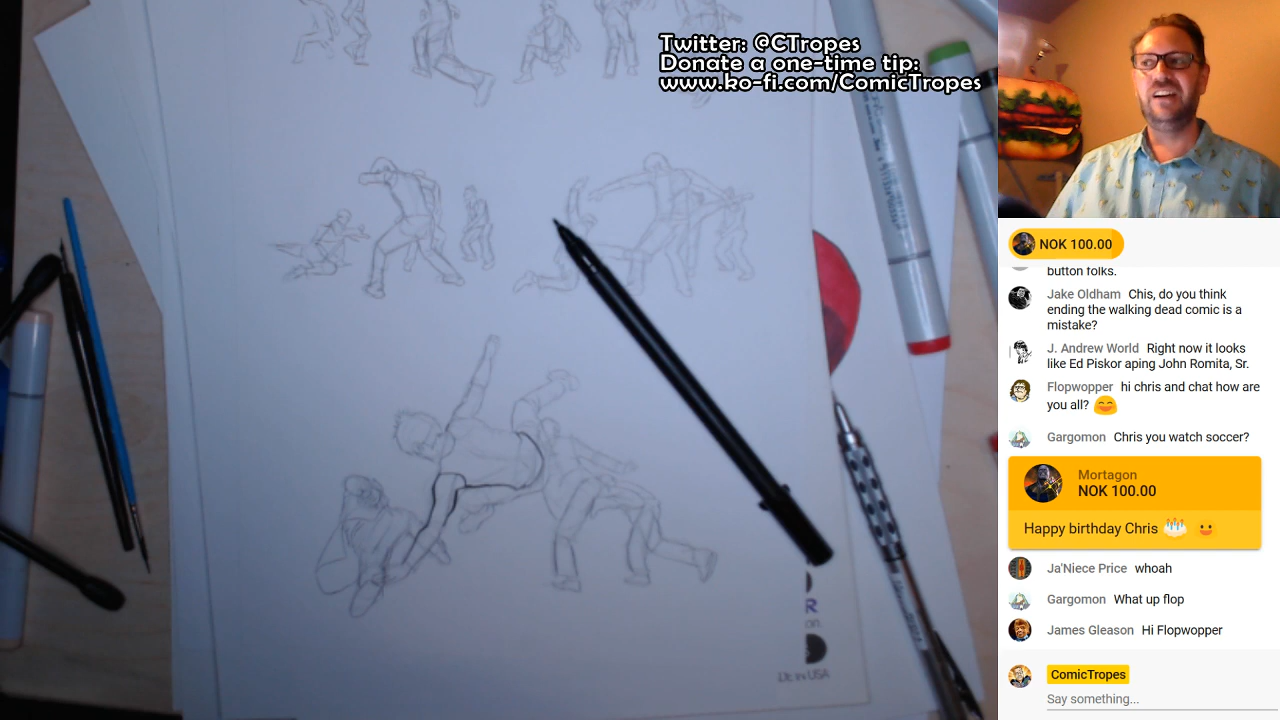 Twitter: @CTropes
Donate a one-time tip:
www.ko-fi.com/ComicTropes
NOK 100.00
button folks.
Jake Oldham Chis, do you think
ending the walking dead comic is a
mistake?
J. Andrew World Right now it looks
like Ed Piskor aping John Romita, Sr.
Flopwopper hi chris and chat how are
you all? 😄
Gargomon Chris you watch soccer?
Mortagon
NOK 100.00
Happy birthday Chris 🎂 😃
Ja'Niece Price whoah
Gargomon What up flop
James Gleason Hi Flopwopper
ComicTropes
Say something...
R
on.
IN USA